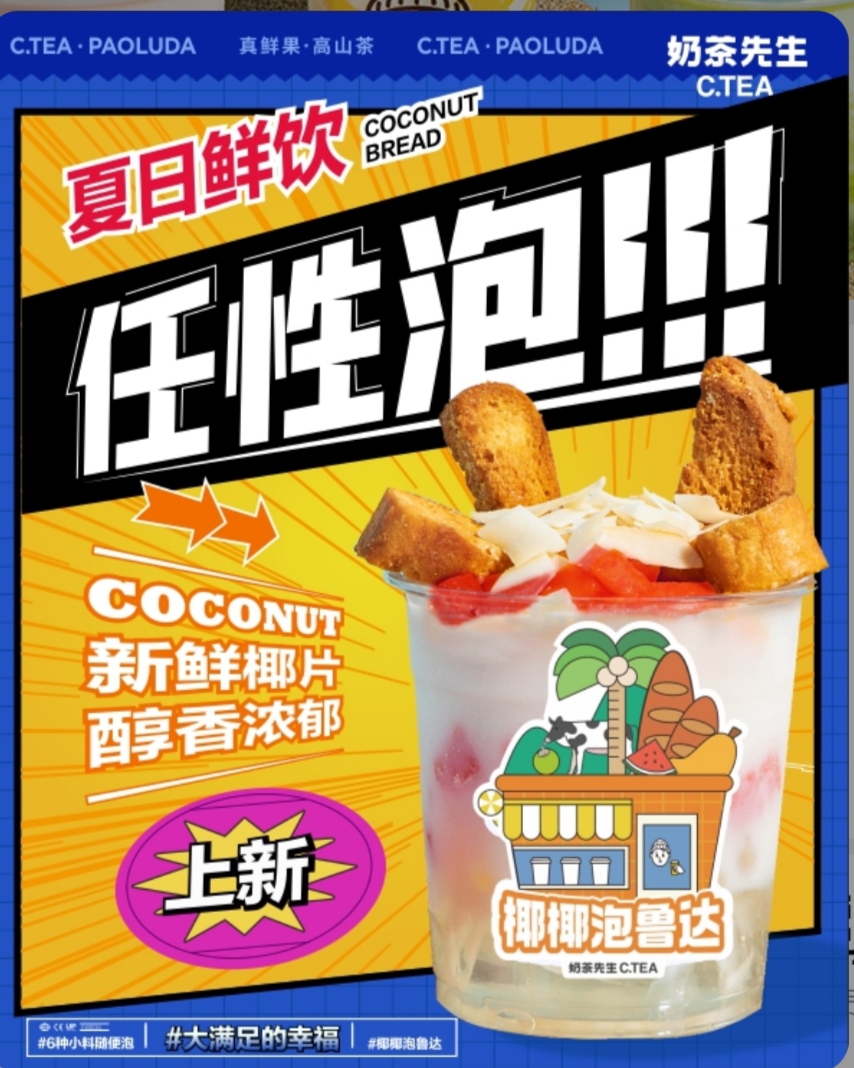 C.TEA · PAOLUDA 真鲜果·高山茶 C.TEA · PAOLUDA
奶茶先生
C.TEA
夏日鲜饮
COCONUT
BREAD
任性泡!!!
COCONUT
新鲜椰片
醇香浓郁
上新
椰椰泡鲁达
奶茶先生C.TEA
#6种小料随便泡
#大满足的幸福
#椰椰泡鲁达